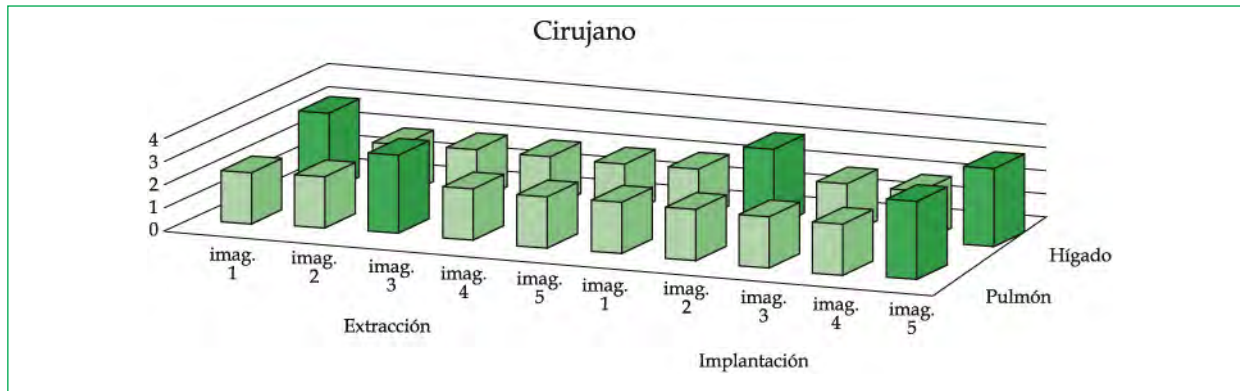 Cirujano
4
3
2
1
0
imag.
1
imag.
2
imag.
3
imag.
4
imag.
5
imag.
1
imag.
2
imag.
3
imag.
4
imag.
5
Hígado
Pulmón
Extracción
Implantación